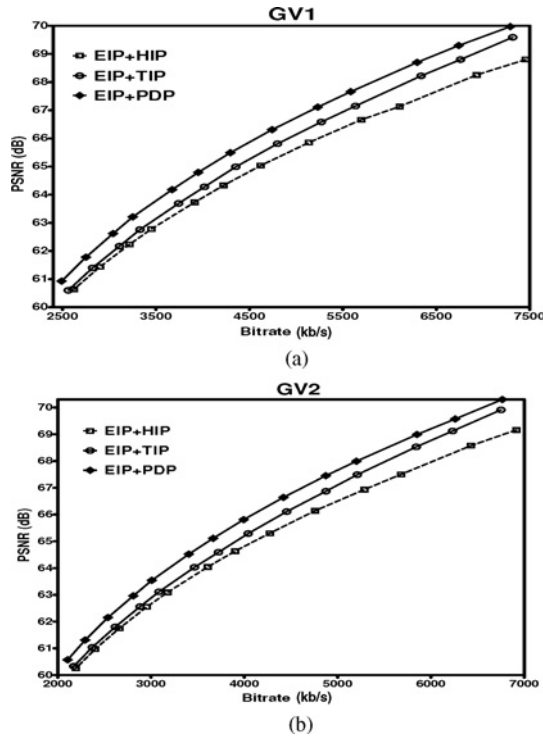 GV1
70
69
68
67
66
65
64
63
62
61
60
PSNR (dB)
EIP+HIP
EIP+TIP
EIP+PDP
2500 3500 4500 5500 6500 7500
Bitrate (kb/s)
(a)
GV2
70
69
68
67
66
65
64
63
62
61
60
PSNR (dB)
EIP+HIP
EIP+TIP
EIP+PDP
2000 3000 4000 5000 6000 7000
Bitrate (kb/s)
(b)